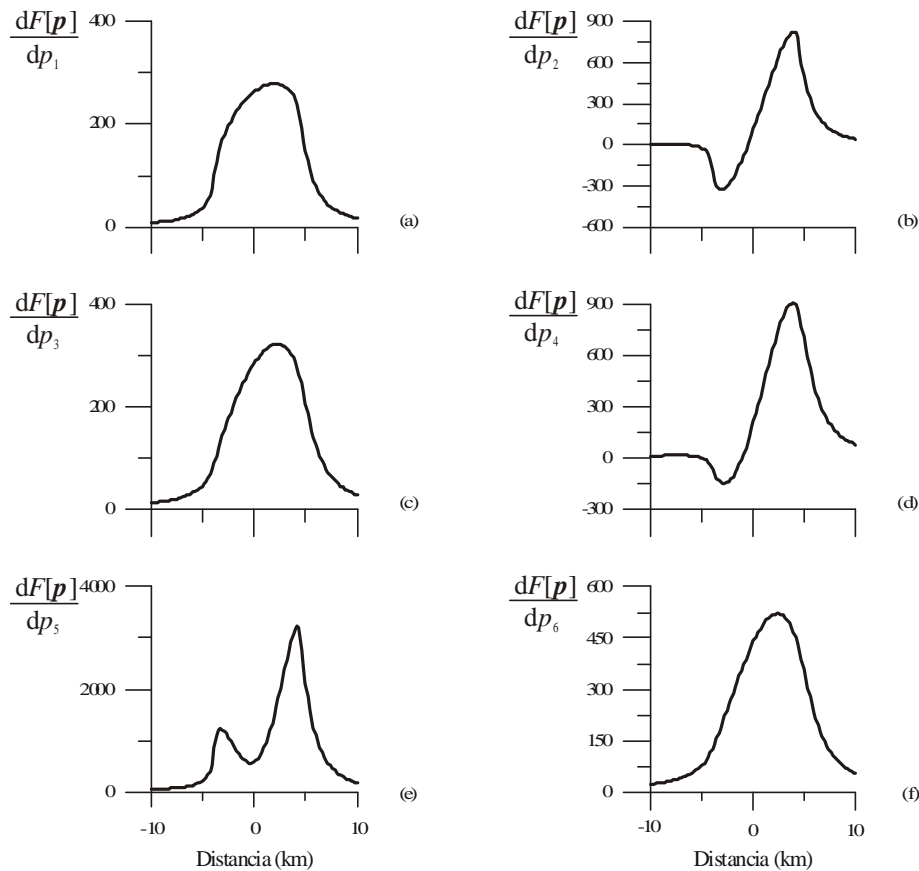 dF[p]
dp₁
400
200
0
(a)
dF[p]
dp₂
900
600
300
0
-300
-600
(b)
dF[p]
dp₃
400
200
0
(c)
dF[p]
dp₄
900
600
300
0
-300
(d)
dF[p]
dp₅
4000
2000
0
(e)
-10 0 10
Distancia (km)
dF[p]
dp₆
600
450
300
150
0
(f)
-10 0 10
Distancia (km)